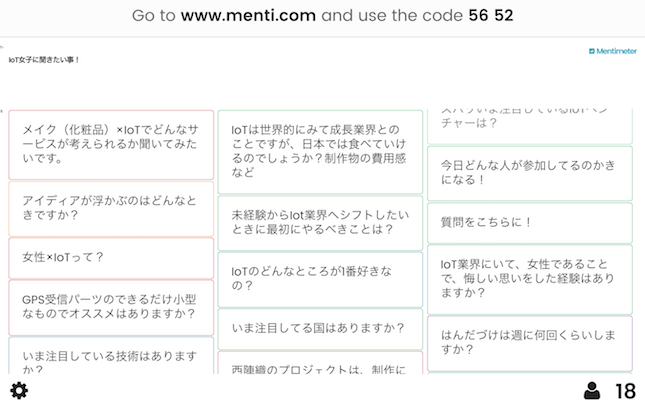 Go to www.menti.com and use the code 56 52
Mentimeter
IoT女子に聞きたい事！
メイク（化粧品）×IoTでどんなサ
ービスが考えられるか聞いてみた
いです。
アイディアが浮かぶのはどんなと
きですか？
女性×IoTって？
GPS受信パーツのできるだけ小型
なものでオススメはありますか？
いま注目している技術はあります
か？
IoTは世界的にみて成長業界とのこ
とですが、日本では食べていけ
るのでしょうか？制作物の費用感
など
未経験からIot業界へシフトしたい
ときに最初にやるべきことは？
IoTのどんなところが1番好きな
の？
いま注目してる国はありますか？
西陣織のプロジェクトは、制作に
ズバリいま注目しているIoTベン
チャーは？
今日どんな人が参加してるのかき
になる！
質問をこちらに！
IoT業界にいて、女性であること
で、悔しい思いをした経験はあり
ますか？
はんだづけは週に何回くらいしま
すか？
18